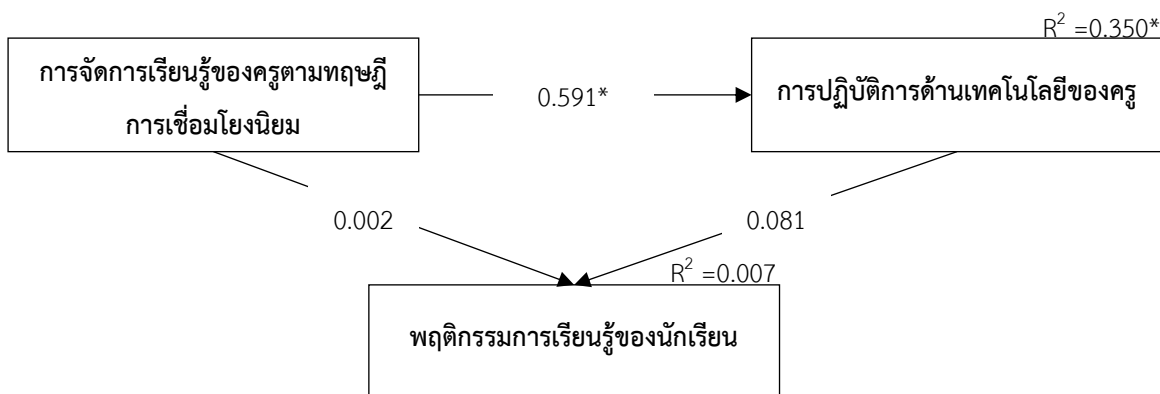 R² =0.350*
การจัดการเรียนรู้ของครูตามทฤษฎี
การเชื่อมโยงนิยม
0.591*
การปฏิบัติการด้านเทคโนโลยีของครู
0.002
0.081
R² =0.007
พฤติกรรมการเรียนรู้ของนักเรียน